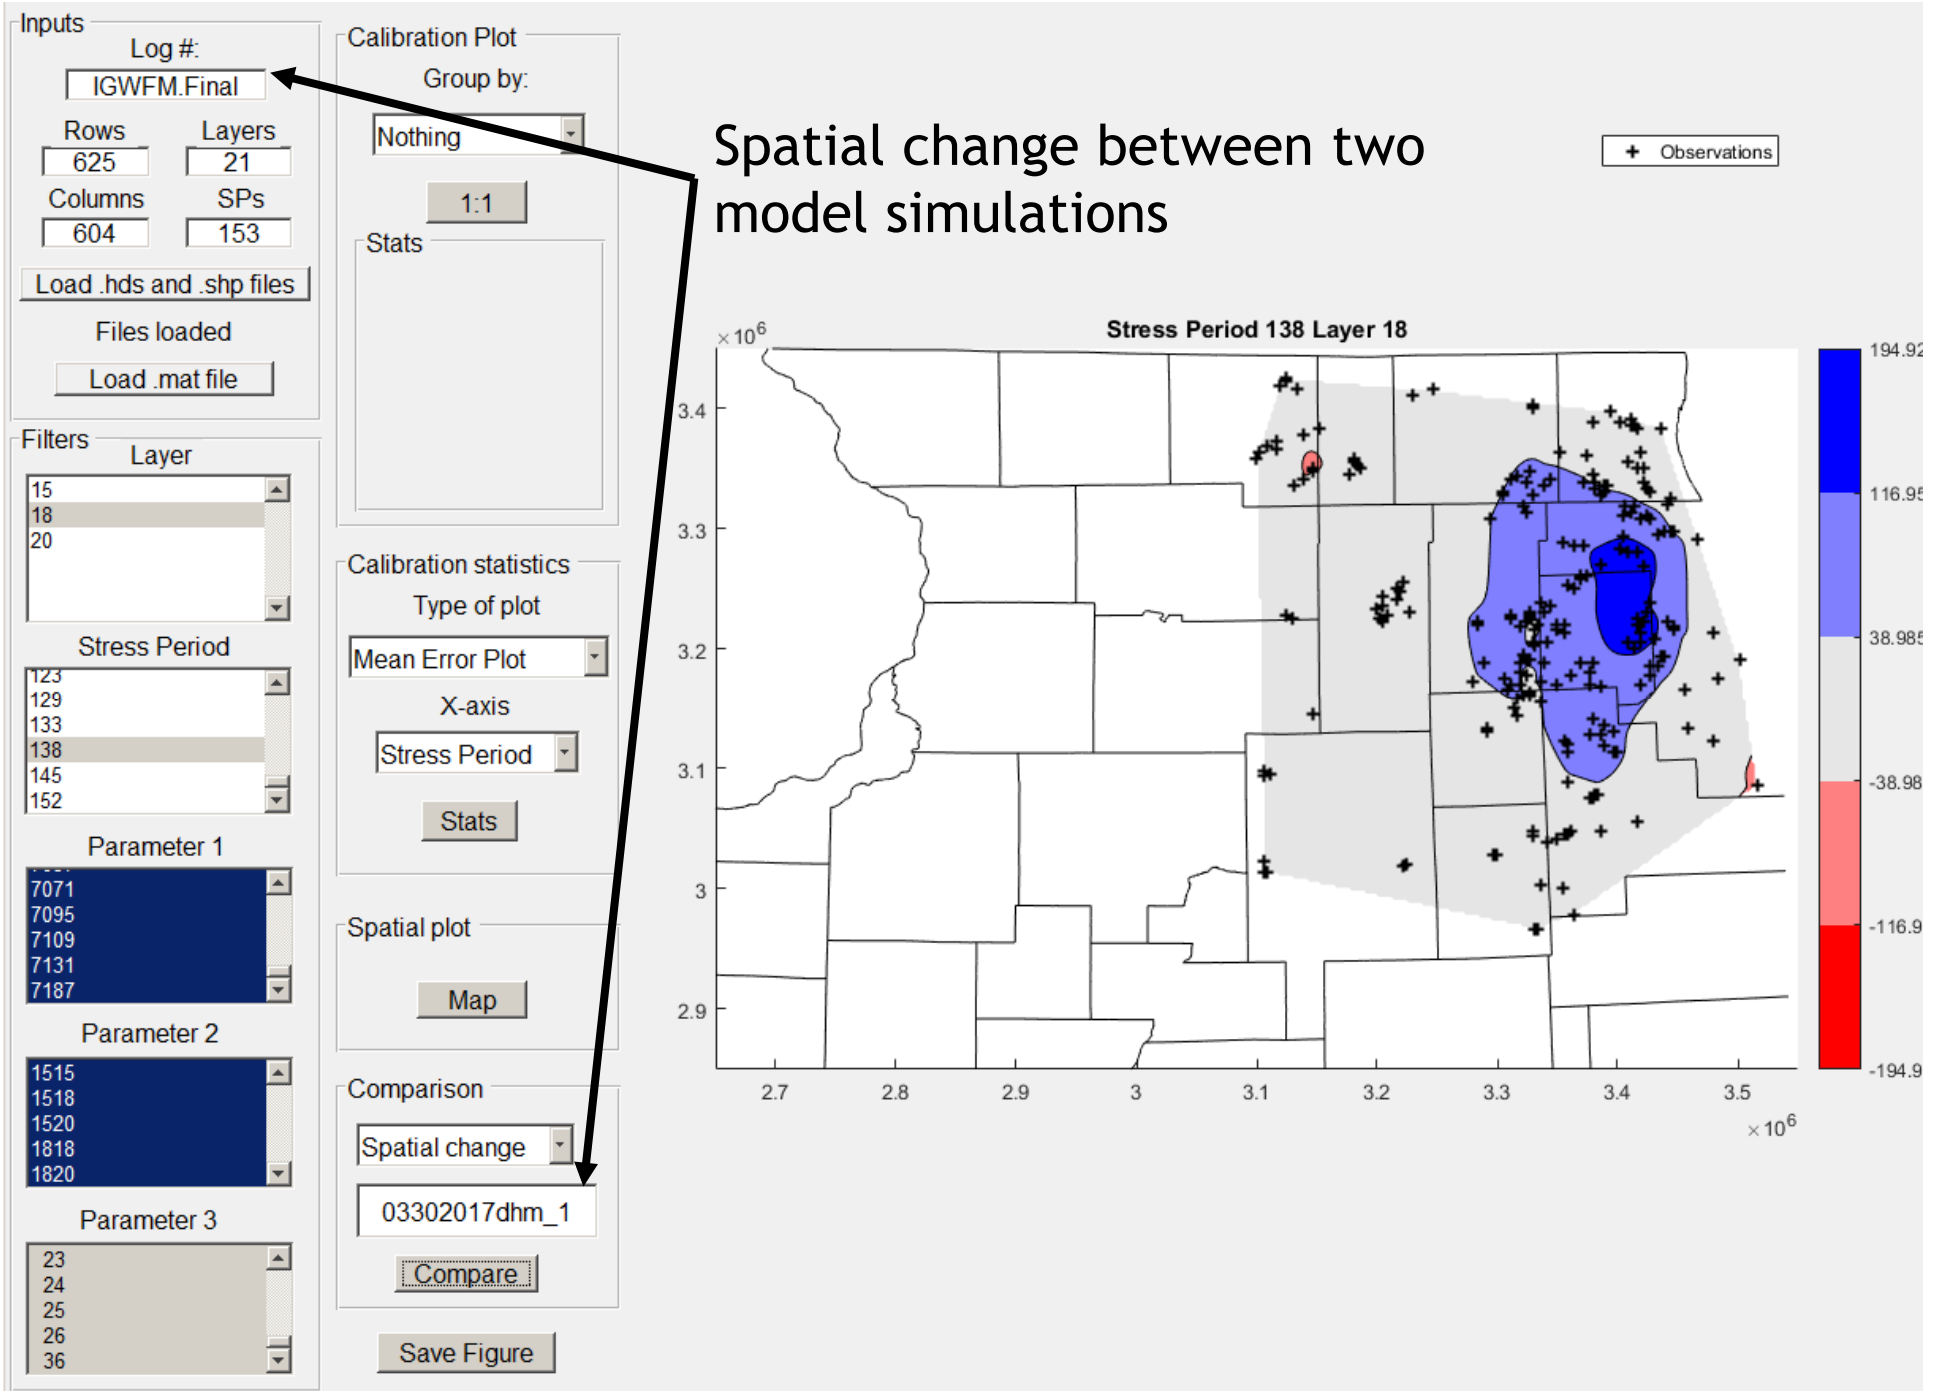 Inputs
Log #:
IGWFM.Final
Rows
Layers
625
21
Columns
SPs
604
153
Load .hds and .shp files
Files loaded
Load .mat file
Filters
Layer
15
18
20
Stress Period
123
129
133
138
145
152
Parameter 1
7071
7095
7109
7131
7187
Parameter 2
1515
1518
1520
1818
1820
Parameter 3
23
24
25
26
36
Calibration Plot
Group by:
Nothing
1:1
Stats
Calibration statistics
Type of plot
Mean Error Plot
X-axis
Stress Period
Stats
Spatial plot
Map
Comparison
Spatial change
03302017dhm_1
Compare
Save Figure
Spatial change between two
model simulations
Observations
Stress Period 138 Layer 18
×10⁶
3.4
3.3
3.2
3.1
3
2.9
2.7
2.8
2.9
3
3.1
3.2
3.3
3.4
3.5
×10⁶
194.92
116.95
38.985
-38.98
-116.9
-194.9